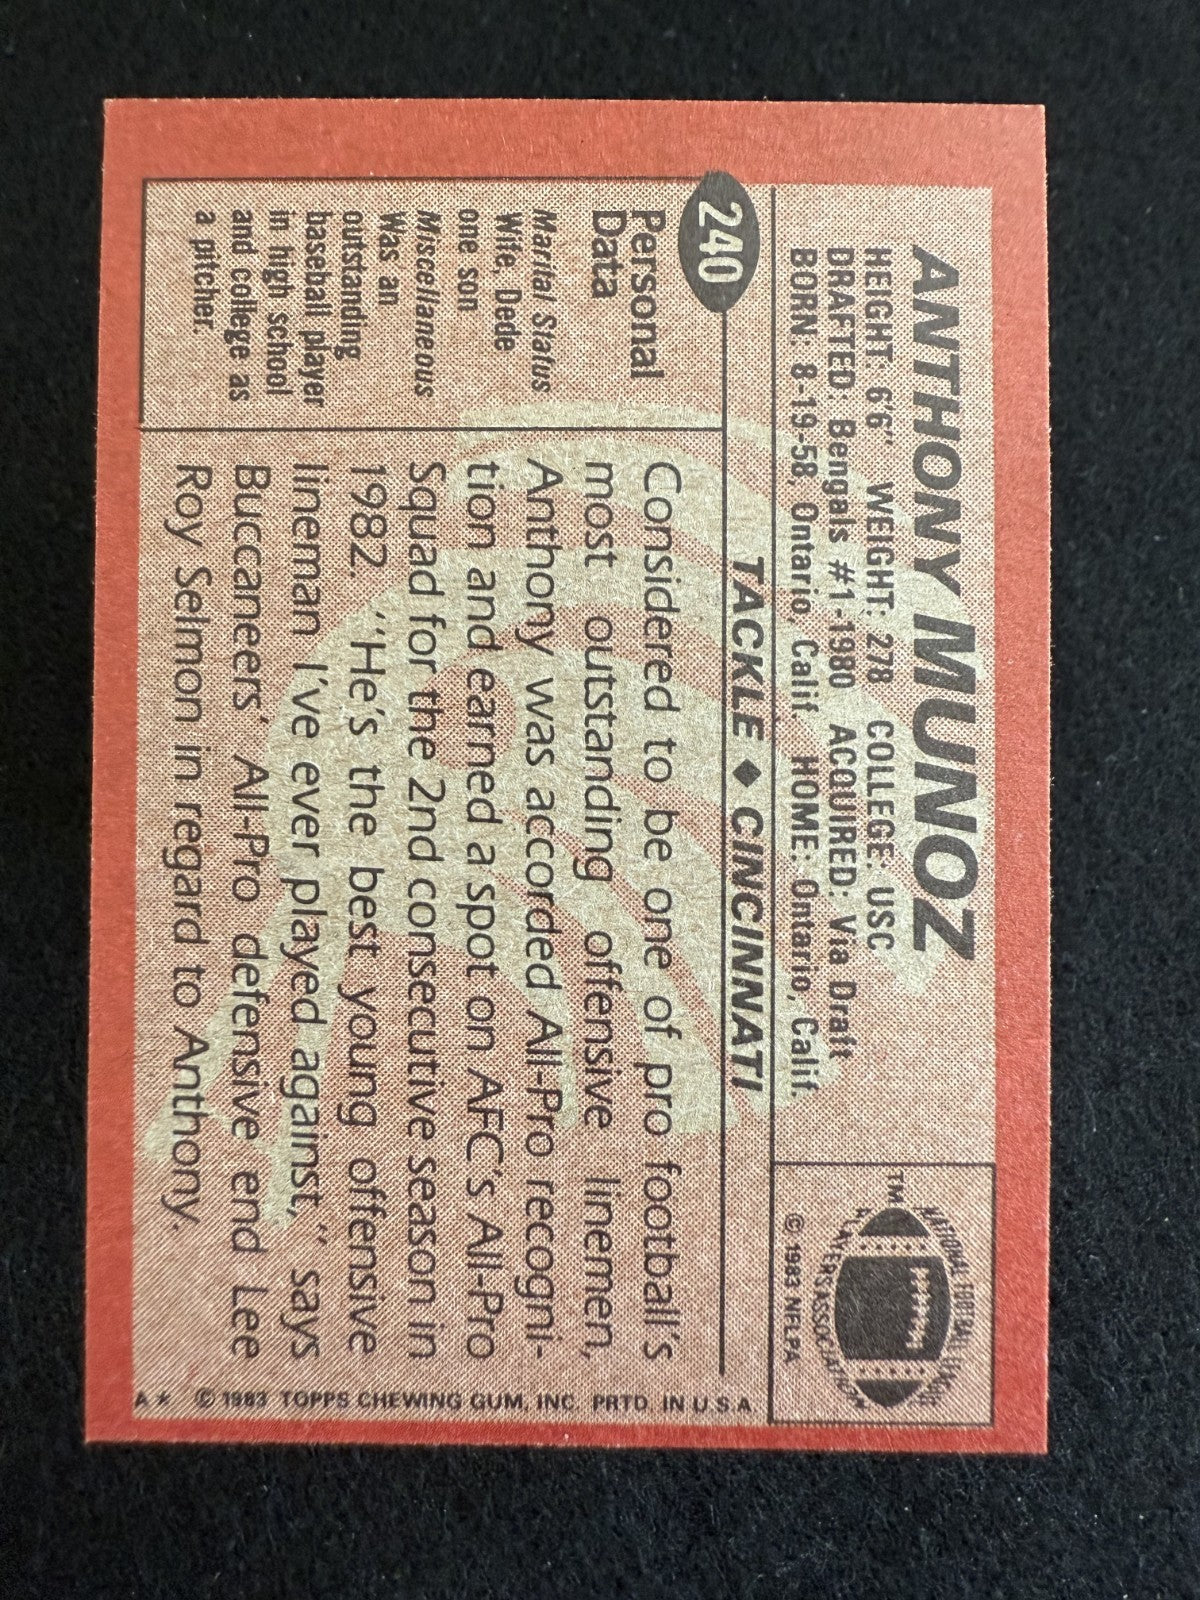 ANTHONY MUNOZ
HEIGHT: 6'6" WEIGHT: 278 COLLEGE: USC
DRAFTED: Bengals #1-1980 ACQUIRED: Via Draft
BORN: 8-19-58, Ontario, Calif. HOME: Ontario, Calif.
TM
NATIONAL FOOTBALL LEAGUE
PLAYERS ASSOCIATION
© 1983 NFLPA
240
TACKLE ◆ CINCINNATI
Personal
Data
Marital Status
Wife, Dede
one son
Miscellaneous
Was an
outstanding
baseball player
in high school
and college as
a pitcher.
Considered to be one of pro football's
most outstanding offensive linemen,
Anthony was accorded All-Pro recogni-
tion and earned a spot on AFC's All-Pro
Squad for the 2nd consecutive season in
1982. "He's the best young offensive
lineman I've ever played against," says
Buccaneers' All-Pro defensive end Lee
Roy Selmon in regard to Anthony.
A* © 1983 TOPPS CHEWING GUM, INC. PRTD. IN U.S.A.